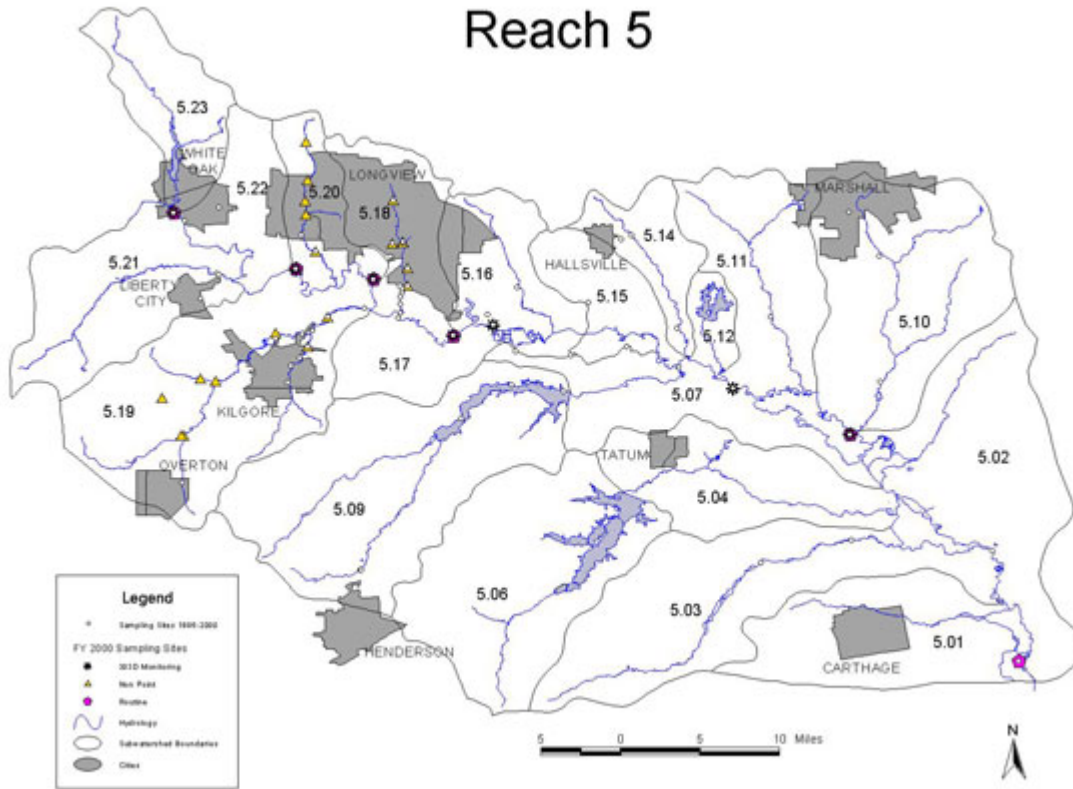 Reach 5
5.23
WHITE
OAK
5.22
5.20
LONGVIEW
5.18
MARSHALL
5.21
LIBERTY
CITY
5.16
HALLSVILLE
5.14
5.15
5.11
5.12
5.10
5.17
5.07
5.19
KILGORE
OVERTON
5.09
TATUM
5.04
5.02
5.06
5.03
HENDERSON
CARTHAGE
5.01
Legend
Sampling Sites
FY 2000 Sampling Sites
303D Monitoring
Non Point
Routine
Hydrology
Subwatershed Boundaries
Cities
5 0 5 10 Miles
N